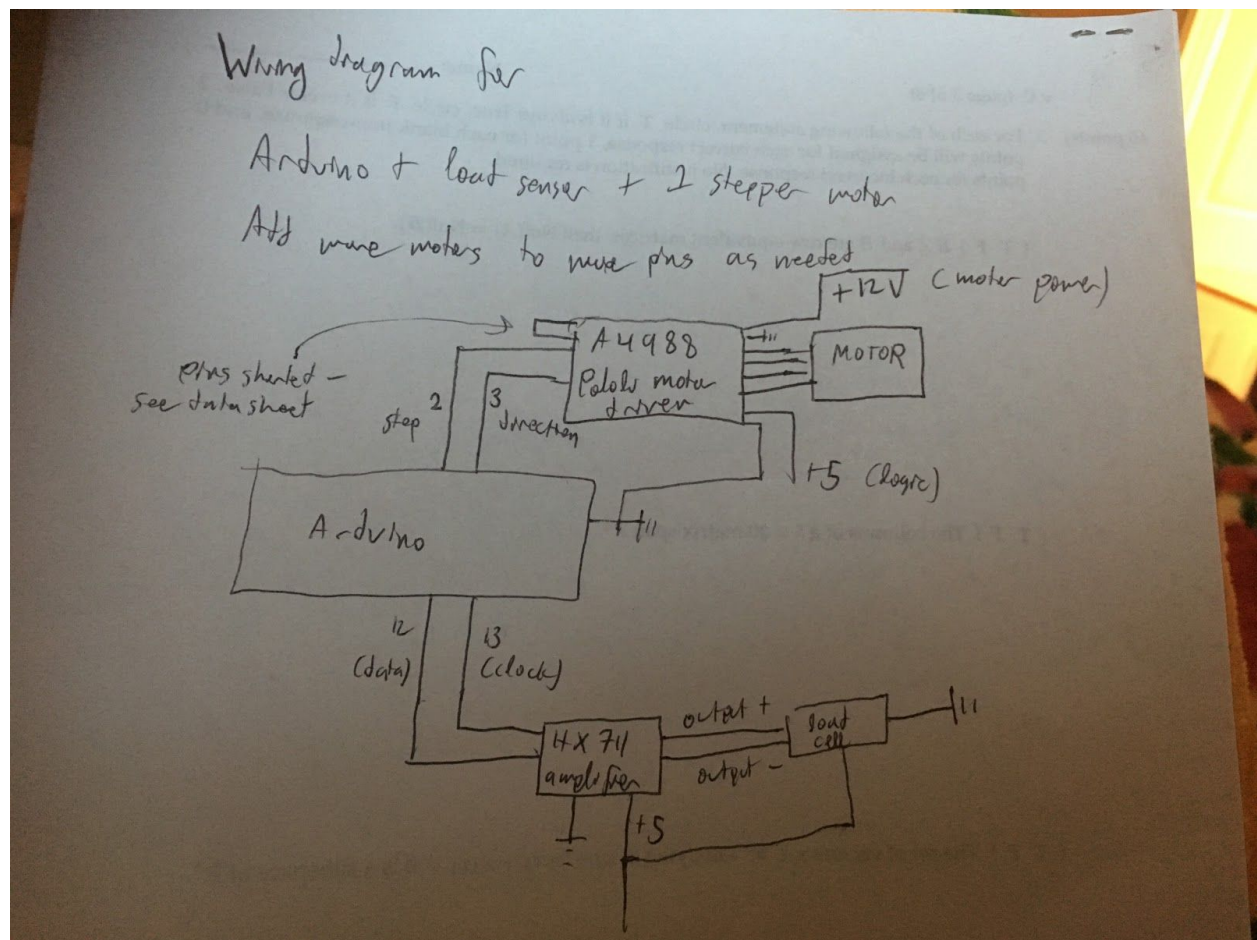 Wiring diagram for
Arduino + load sensor + 1 stepper motor
Add more motors to more pins as needed
+12V (motor power)
A4988
Pololu motor
driver
MOTOR
pins shorted -
see datasheet
step 2
3
direction
+5 (logic)
Arduino
12
(data)
13
(clock)
HX711
amplifier
output +
output -
load
cell
+5